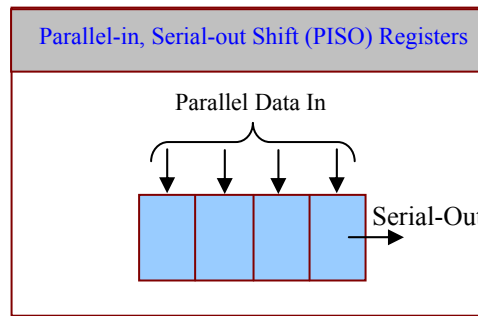 Parallel-in, Serial-out Shift (PISO) Registers
Parallel Data In
Serial-Out